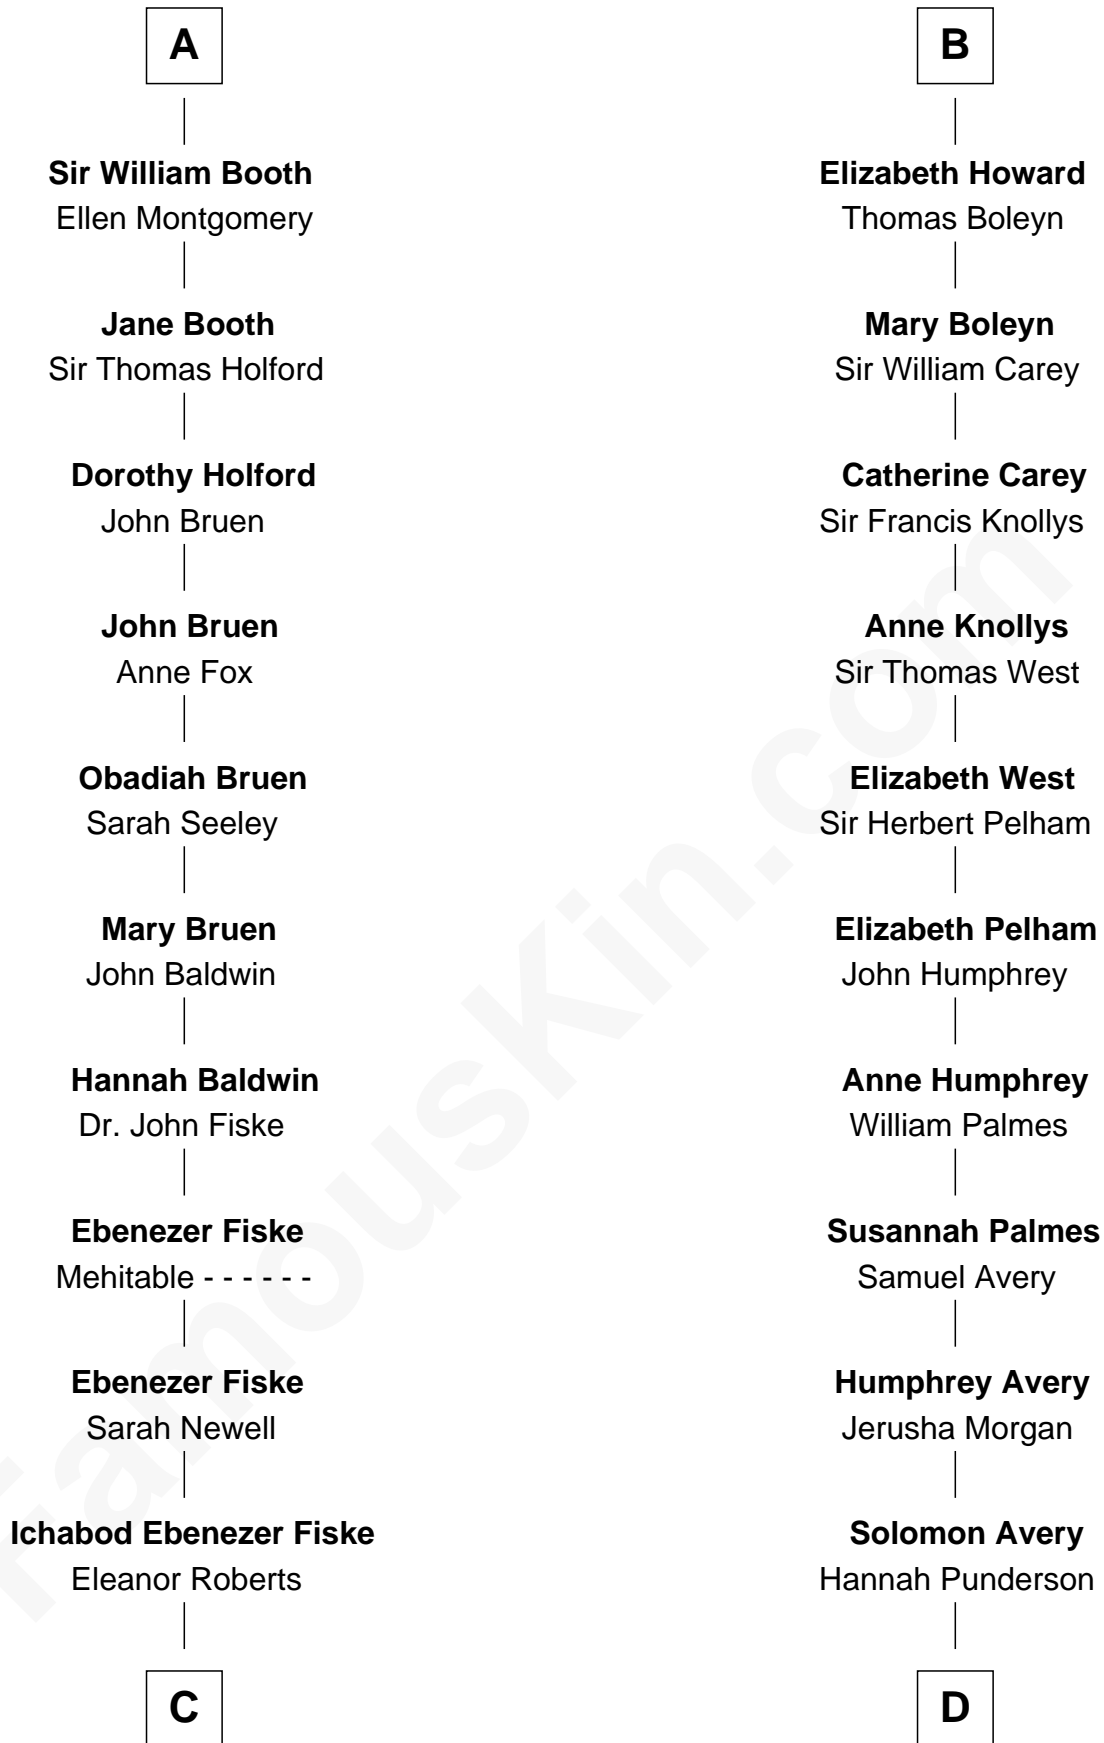 A
Sir William Booth
Ellen Montgomery
Jane Booth
Sir Thomas Holford
Dorothy Holford
John Bruen
John Bruen
Anne Fox
Obadiah Bruen
Sarah Seeley
Mary Bruen
John Baldwin
Hannah Baldwin
Dr. John Fiske
Ebenezer Fiske
Mehitable - - - - - -
Ebenezer Fiske
Sarah Newell
Ichabod Ebenezer Fiske
Eleanor Roberts
C
B
Elizabeth Howard
Thomas Boleyn
Mary Boleyn
Sir William Carey
Catherine Carey
Sir Francis Knollys
Anne Knollys
Sir Thomas West
Elizabeth West
Sir Herbert Pelham
Elizabeth Pelham
John Humphrey
Anne Humphrey
William Palmes
Susannah Palmes
Samuel Avery
Humphrey Avery
Jerusha Morgan
Solomon Avery
Hannah Punderson
D
FamousKin.com